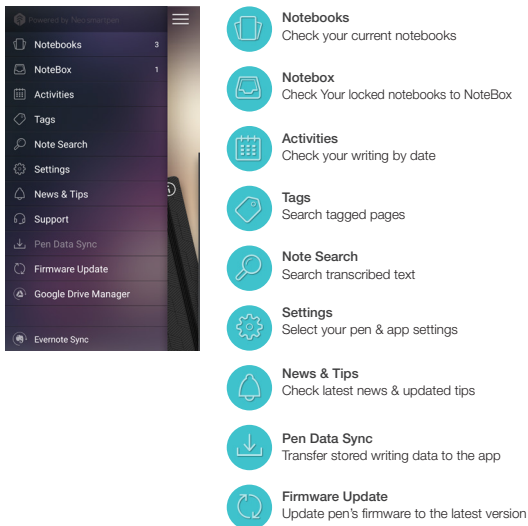 Powered by Neo smartpen
Notebooks 3
NoteBox 1
Activities
Tags
Note Search
Settings
News & Tips
Support
Pen Data Sync
Firmware Update
Google Drive Manager
Evernote Sync
Notebooks
Check your current notebooks
Notebox
Check Your locked notebooks to NoteBox
Activities
Check your writing by date
Tags
Search tagged pages
Note Search
Search transcribed text
Settings
Select your pen & app settings
News & Tips
Check latest news & updated tips
Pen Data Sync
Transfer stored writing data to the app
Firmware Update
Update pen's firmware to the latest version